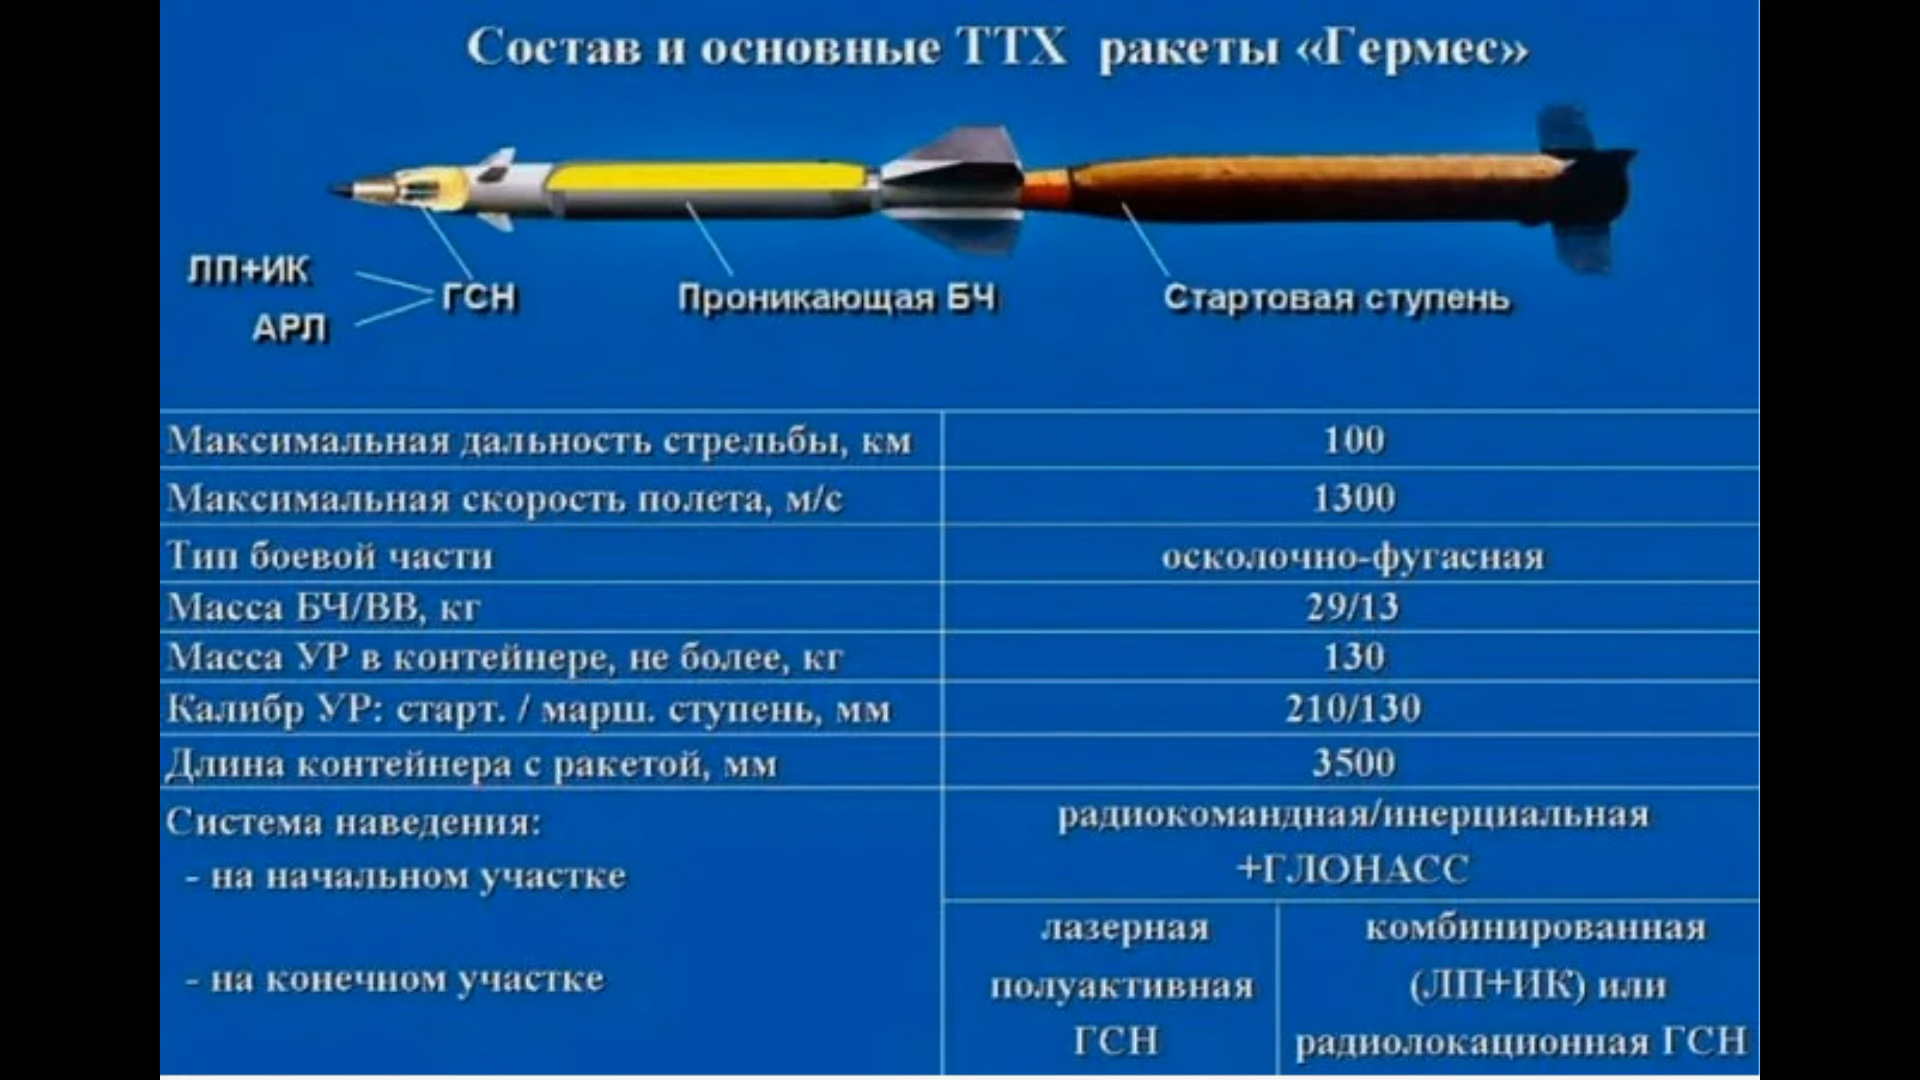 Состав и основные ТТХ ракеты «Гермес»
ЛП+ИК
АРЛ
ГСН
Проникающая БЧ
Стартовая ступень
Максимальная дальность стрельбы, км 100
Максимальная скорость полета, м/с 1300
Тип боевой части осколочно-фугасная
Масса БЧ/ВВ, кг 29/13
Масса УР в контейнере, не более, кг 130
Калибр УР: старт. / марш. ступень, мм 210/130
Длина контейнера с ракетой, мм 3500
Система наведения:
- на начальном участке
радиокомандная/инерциальная
+ГЛОНАСС
- на конечном участке
лазерная
полуактивная
ГСН
комбинированная
(ЛП+ИК) или
радиолокационная ГСН